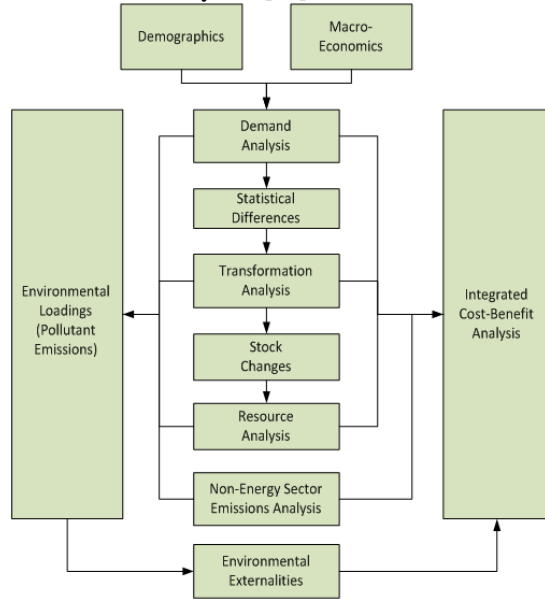 Demographics
Macro-
Economics
Demand
Analysis
Statistical
Differences
Transformation
Analysis
Environmental
Loadings
(Pollutant
Emissions)
Integrated
Cost-Benefit
Analysis
Stock
Changes
Resource
Analysis
Non-Energy Sector
Emissions Analysis
Environmental
Externalities